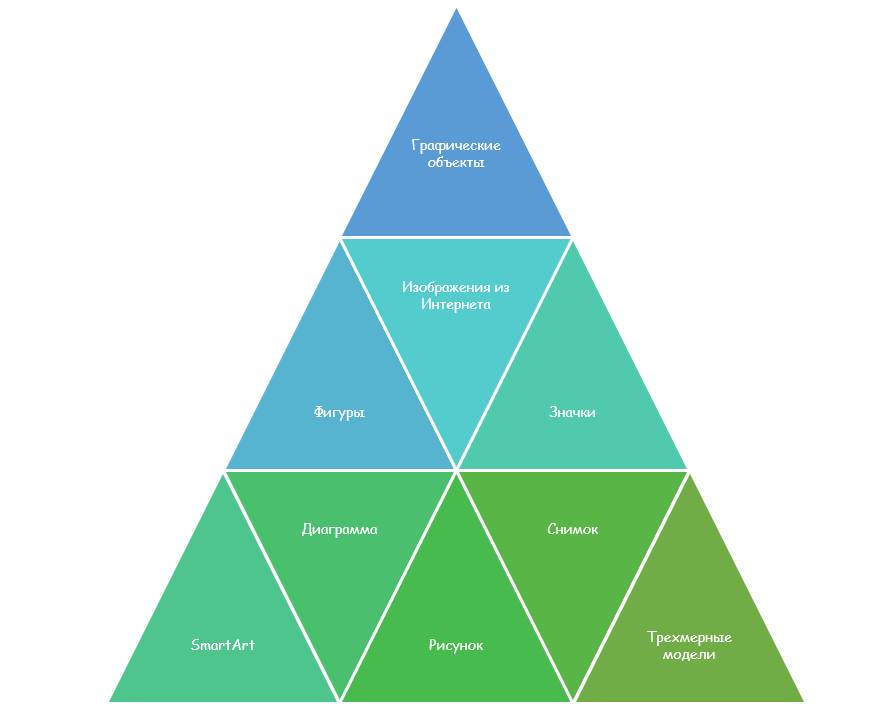 Графические
объекты
Изображения из
Интернета
Фигуры
Значки
Диаграмма
Снимок
SmartArt
Рисунок
Трехмерные
модели